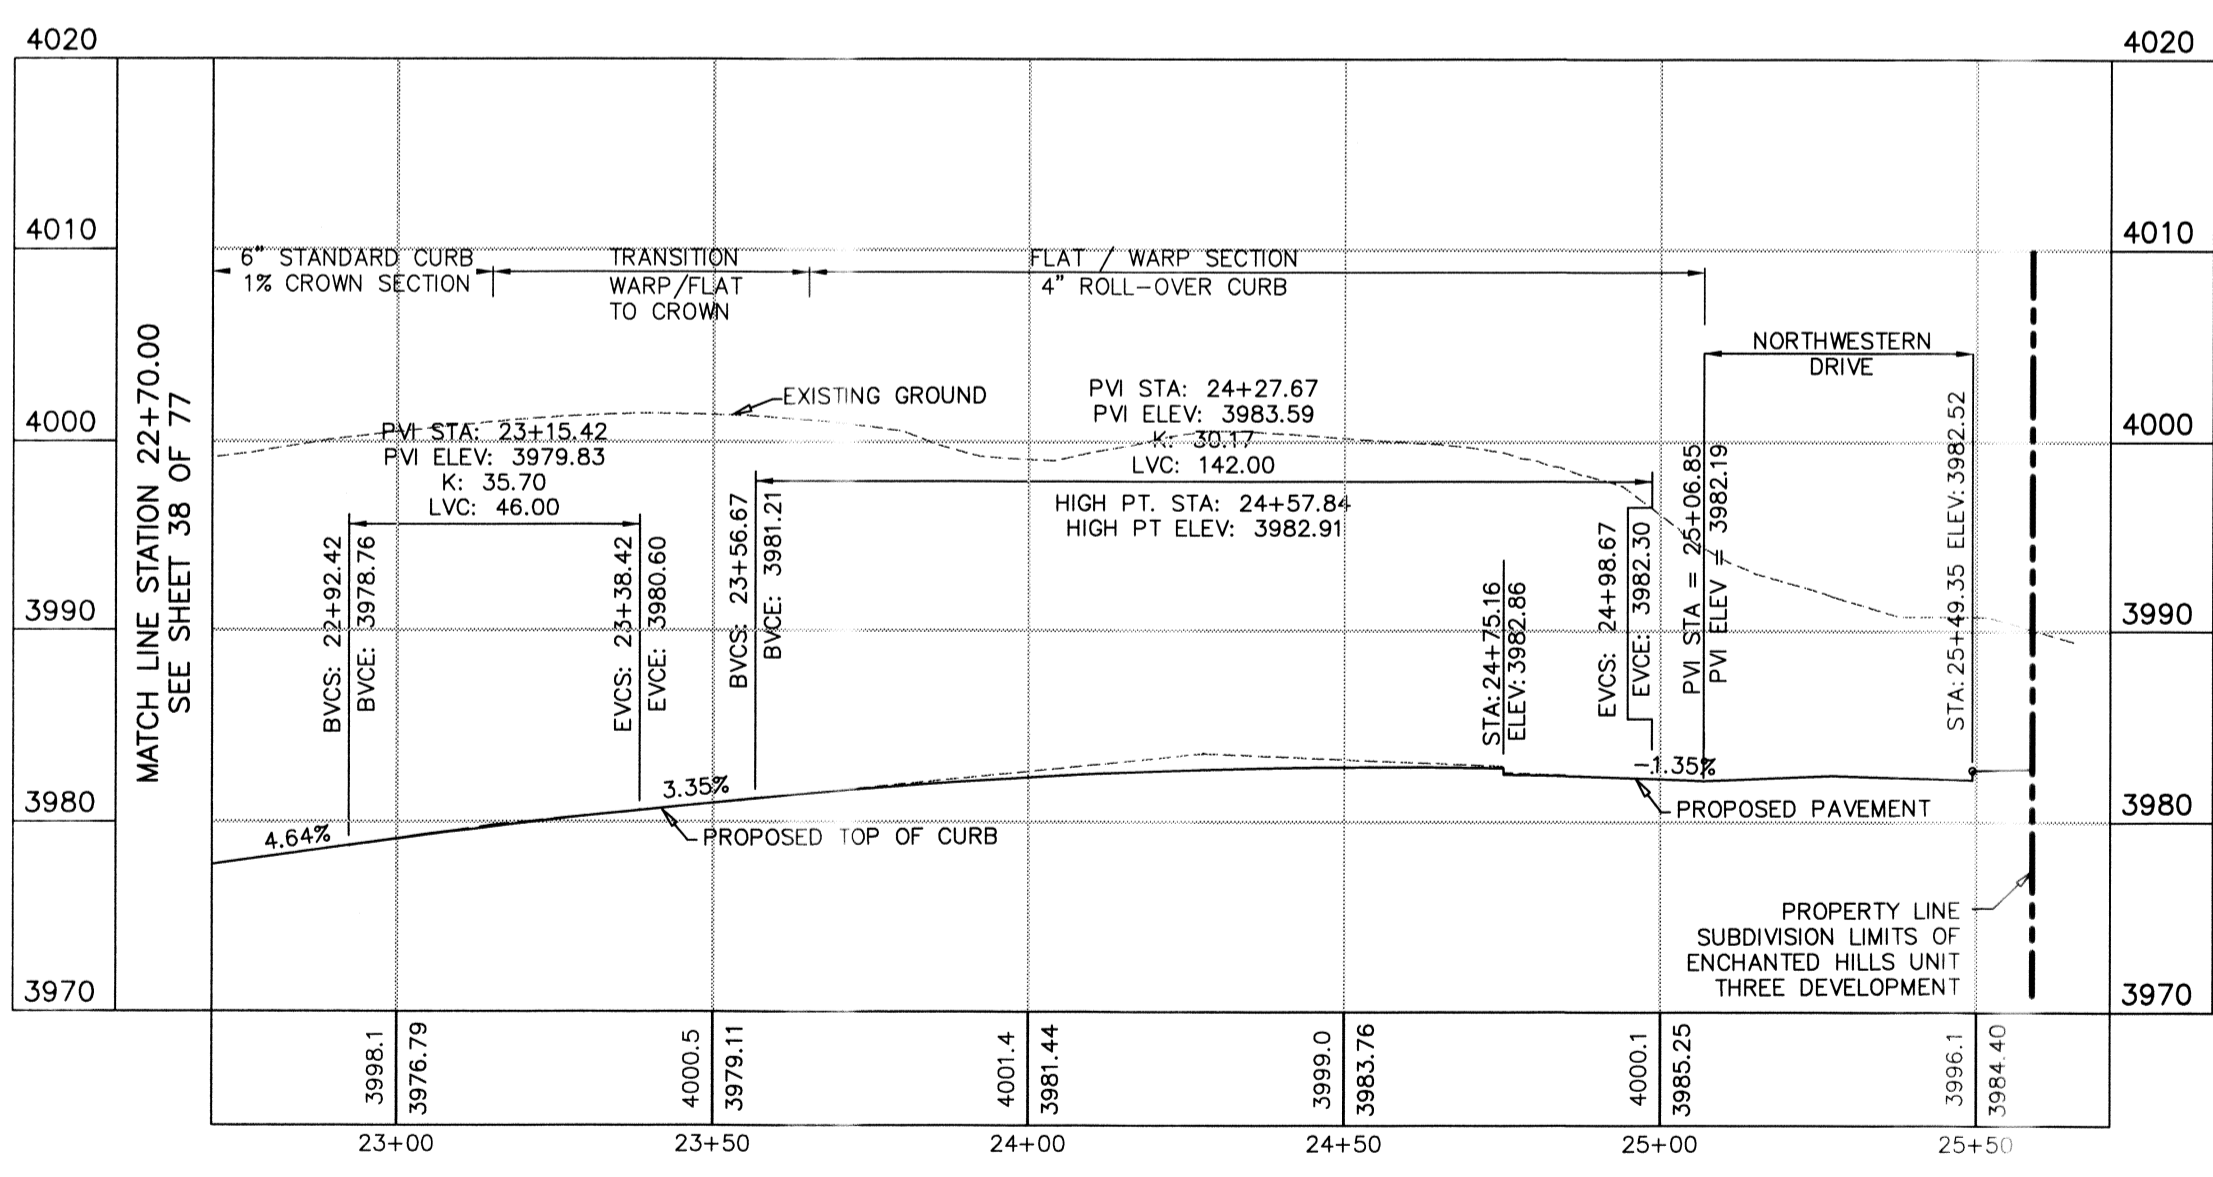 4020
4020
4010
4010
4000
4000
3990
3990
3980
3980
3970
3970
MATCH LINE STATION 22+70.00
SEE SHEET 38 OF 77
6" STANDARD CURB
1% CROWN SECTION
TRANSITION
WARP/FLAT
TO CROWN
FLAT / WARP SECTION
4" ROLL-OVER CURB
NORTHWESTERN
DRIVE
EXISTING GROUND
PVI STA: 23+15.42
PVI ELEV: 3979.83
K: 35.70
LVC: 46.00
PVI STA: 24+27.67
PVI ELEV: 3983.59
K: 30.17
LVC: 142.00
HIGH PT. STA: 24+57.84
HIGH PT ELEV: 3982.91
BVCS: 22+92.42
BVCE: 3978.76
EVCS: 23+38.42
EVCE: 3980.60
BVCS: 23+56.67
BVCE: 3981.21
STA: 24+75.16
ELEV: 3982.86
EVCS: 24+98.67
EVCE: 3982.30
PVI STA = 25+06.85
PVI ELEV = 3982.19
STA: 25+49.35 ELEV: 3982.52
4.64%
3.35%
-1.35%
PROPOSED TOP OF CURB
PROPOSED PAVEMENT
PROPERTY LINE
SUBDIVISION LIMITS OF
ENCHANTED HILLS UNIT
THREE DEVELOPMENT
3998.1
3976.79
4000.5
3979.11
4001.4
3981.44
3999.0
3983.76
4000.1
3985.25
3996.1
3984.40
23+00
23+50
24+00
24+50
25+00
25+50